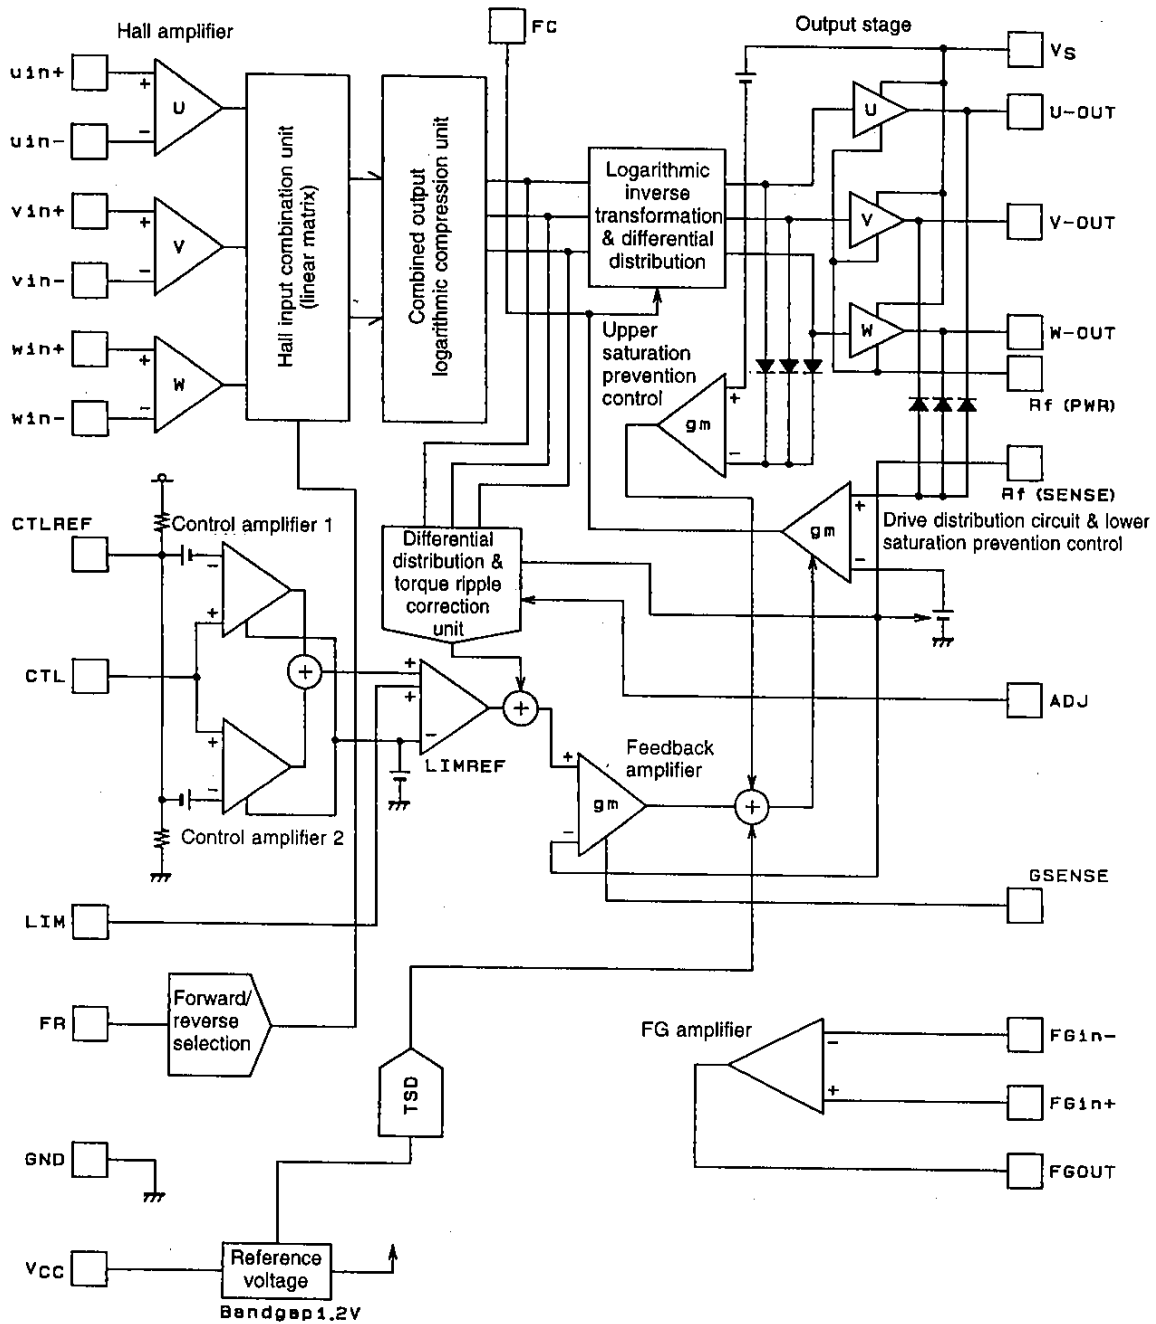 Hall amplifier
FC
Output stage
uin+
uin-
vin+
vin-
win+
win-
+
-
U
+
-
V
+
-
W
Hall input combination unit
(linear matrix)
Combined output
logarithmic compression unit
Logarithmic
inverse
transformation
& differential
distribution
U
V
W
VS
U-OUT
V-OUT
W-OUT
Rf (PWR)
Rf (SENSE)
Upper
saturation
prevention
control
gm
+
-
gm
+
-
Drive distribution circuit & lower
saturation prevention control
CTLREF
Control amplifier 1
-
+
Differential
distribution &
torque ripple
correction
unit
CTL
+
+
+
-
LIMREF
+
ADJ
+
-
Control amplifier 2
Feedback
amplifier
+
-
gm
+
GSENSE
LIM
FR
Forward/
reverse
selection
TSD
FG amplifier
-
+
FGin-
FGin+
FGOUT
GND
VCC
Reference
voltage
Bandgap1.2V